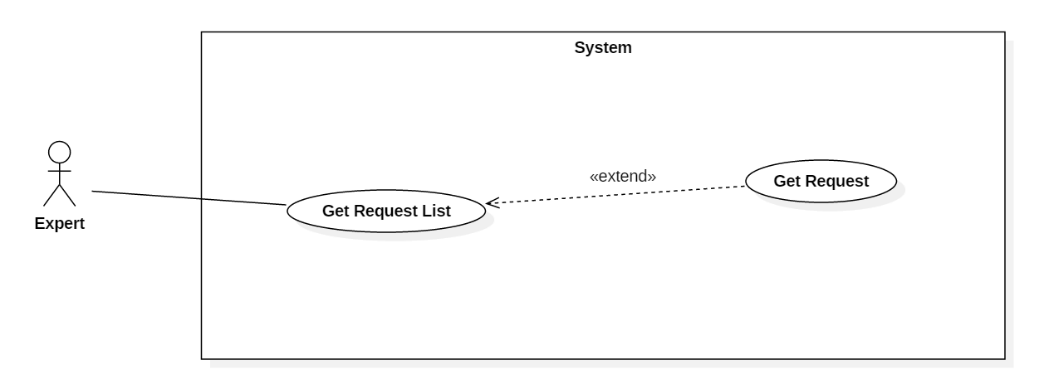 System
«extend»
Get Request
Get Request List
Expert